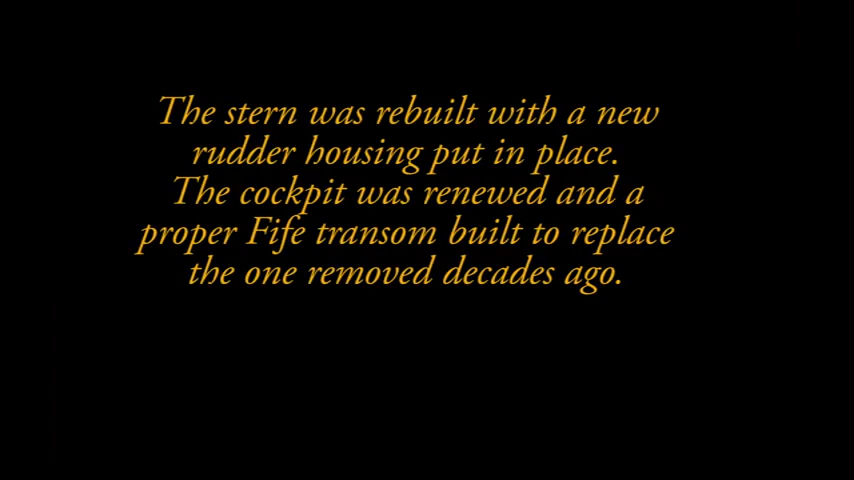 The stern was rebuilt with a new
rudder housing put in place.
The cockpit was renewed and a
proper Fife transom built to replace
the one removed decades ago.